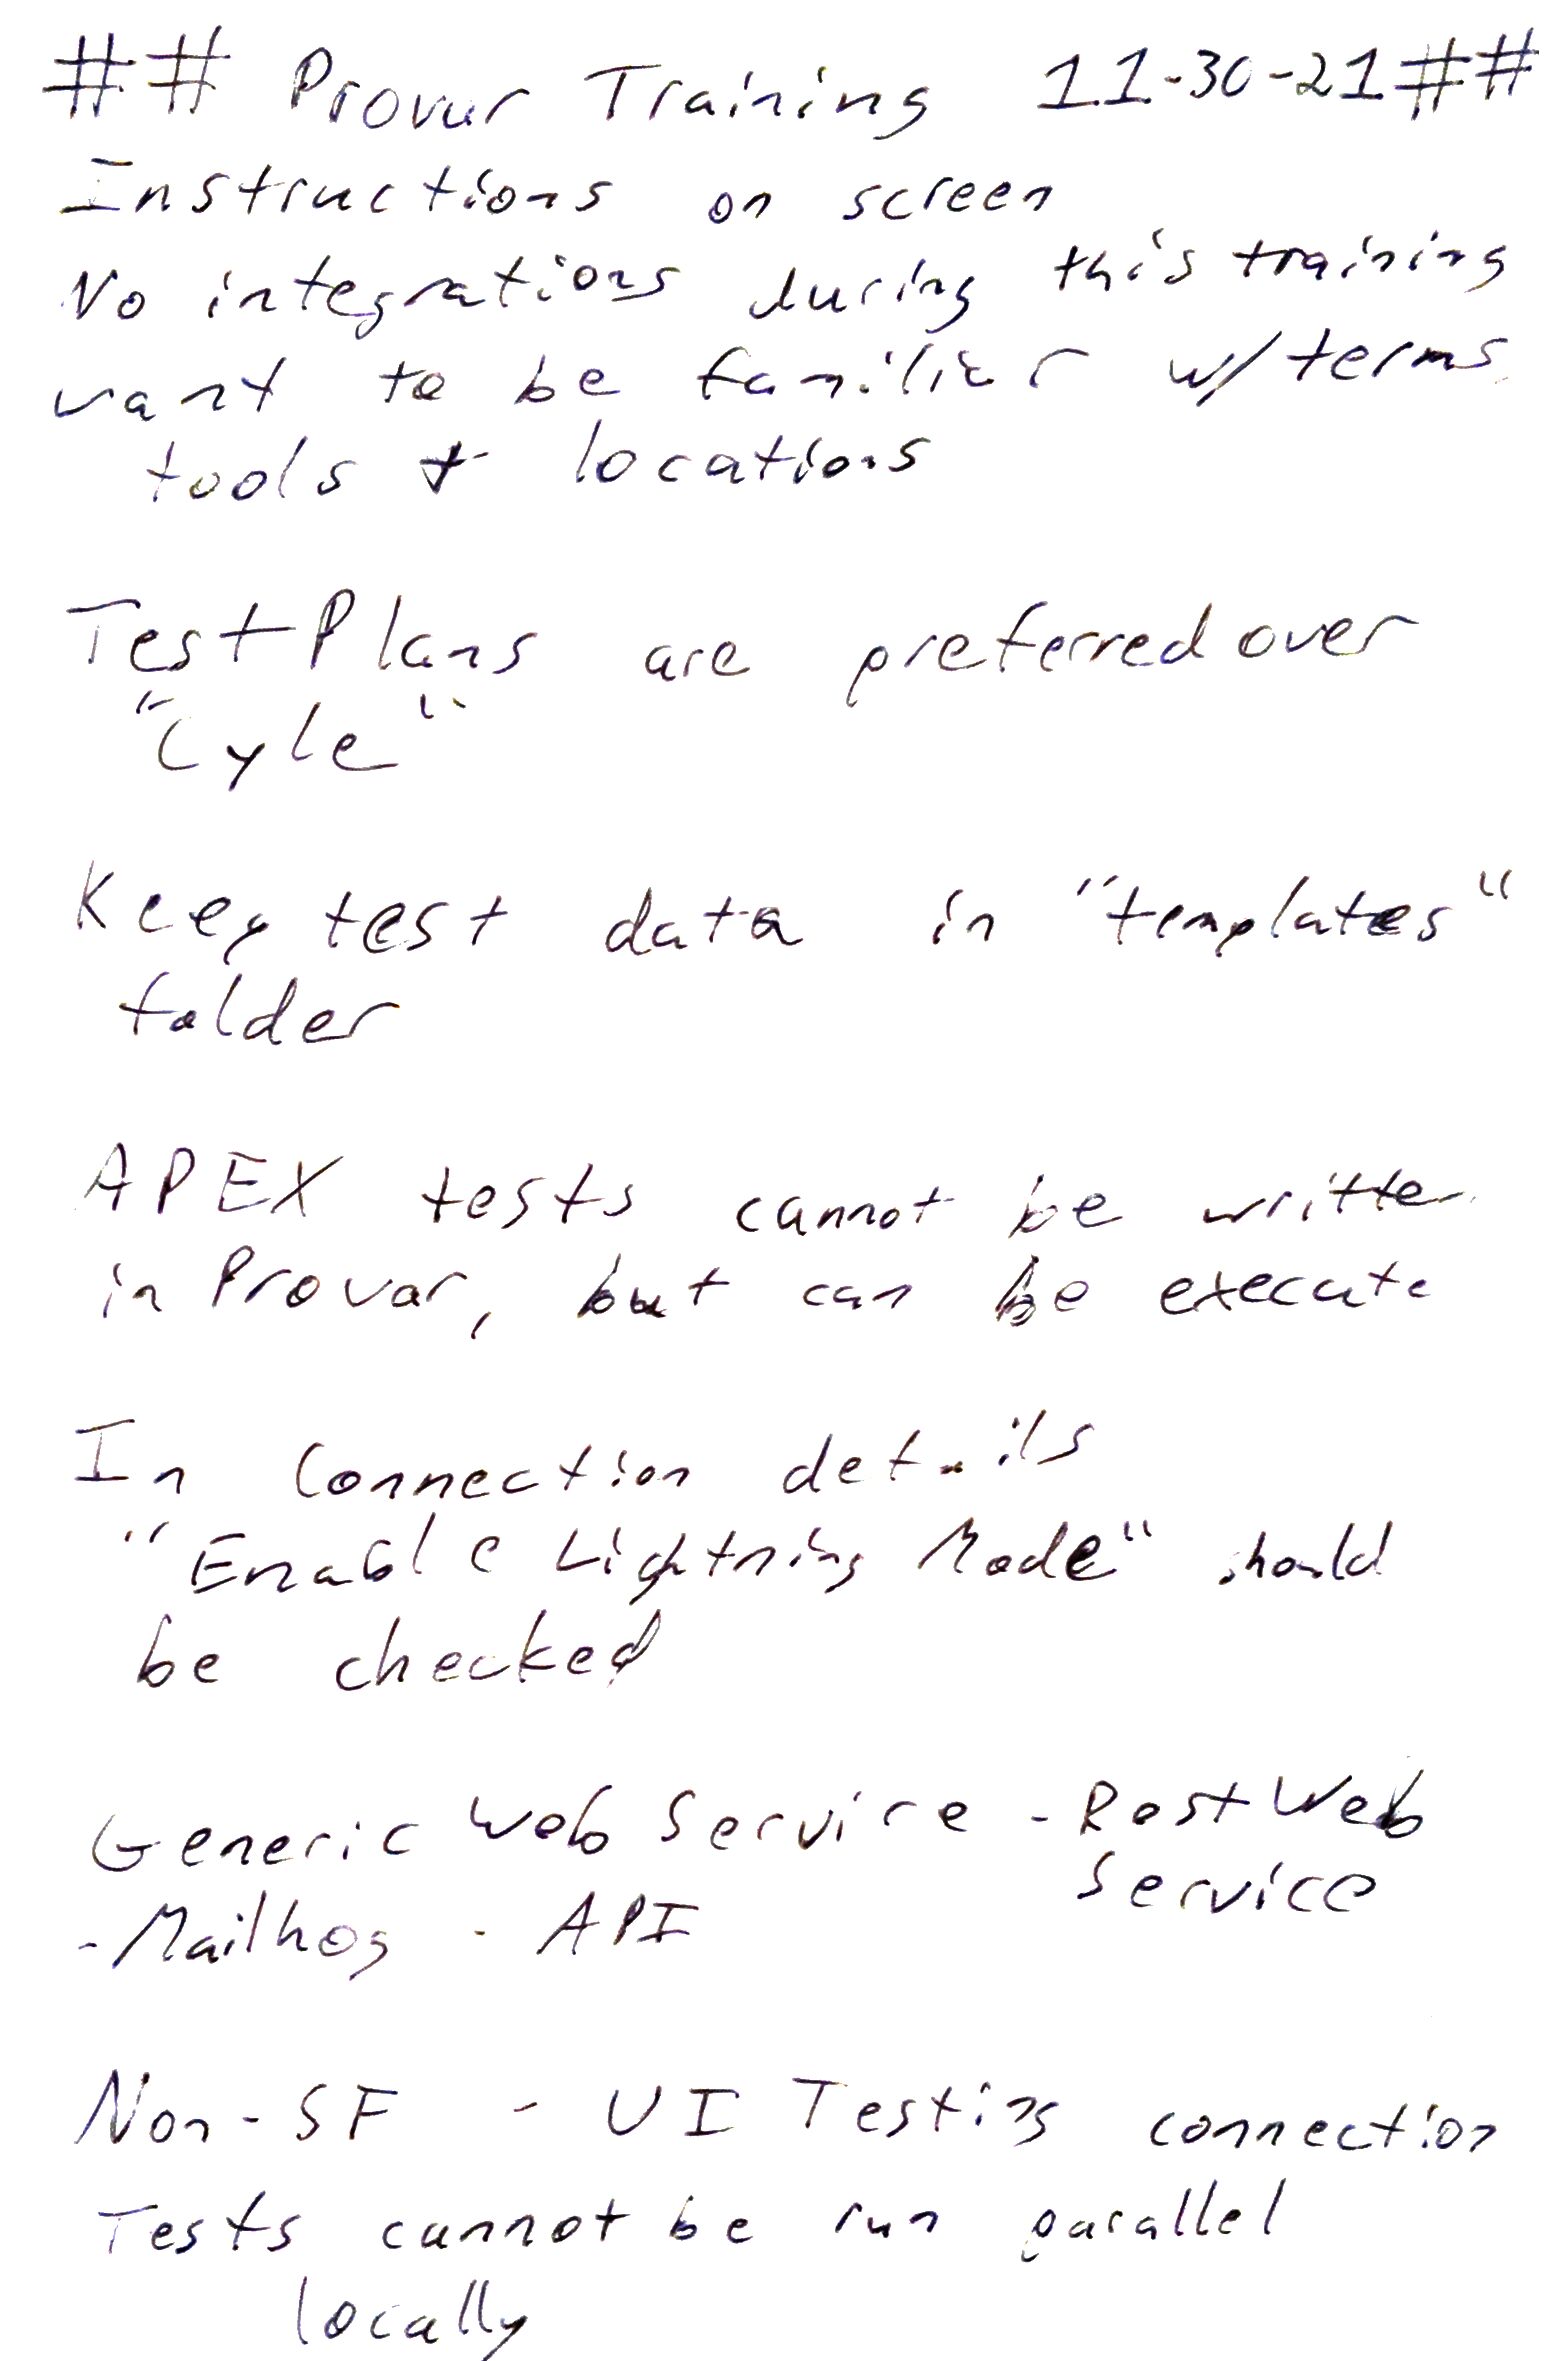 ## Provar Training 11-30-21##
Instructions on screen
No integrations during this training
want to be familiar w/ terms,
tools + locations
Test Plans are preferred over
"Cyle"
Keep test data in "templates"
folder
APEX tests cannot be written
in Provar, but can be execute
In Connection details
"Enable Lightning Mode" should
be checked
Generic Web Service - Rest Web
Service
- Mailhog - API
Non-SF - UI Testing connection
Tests cannot be run parallel
locally